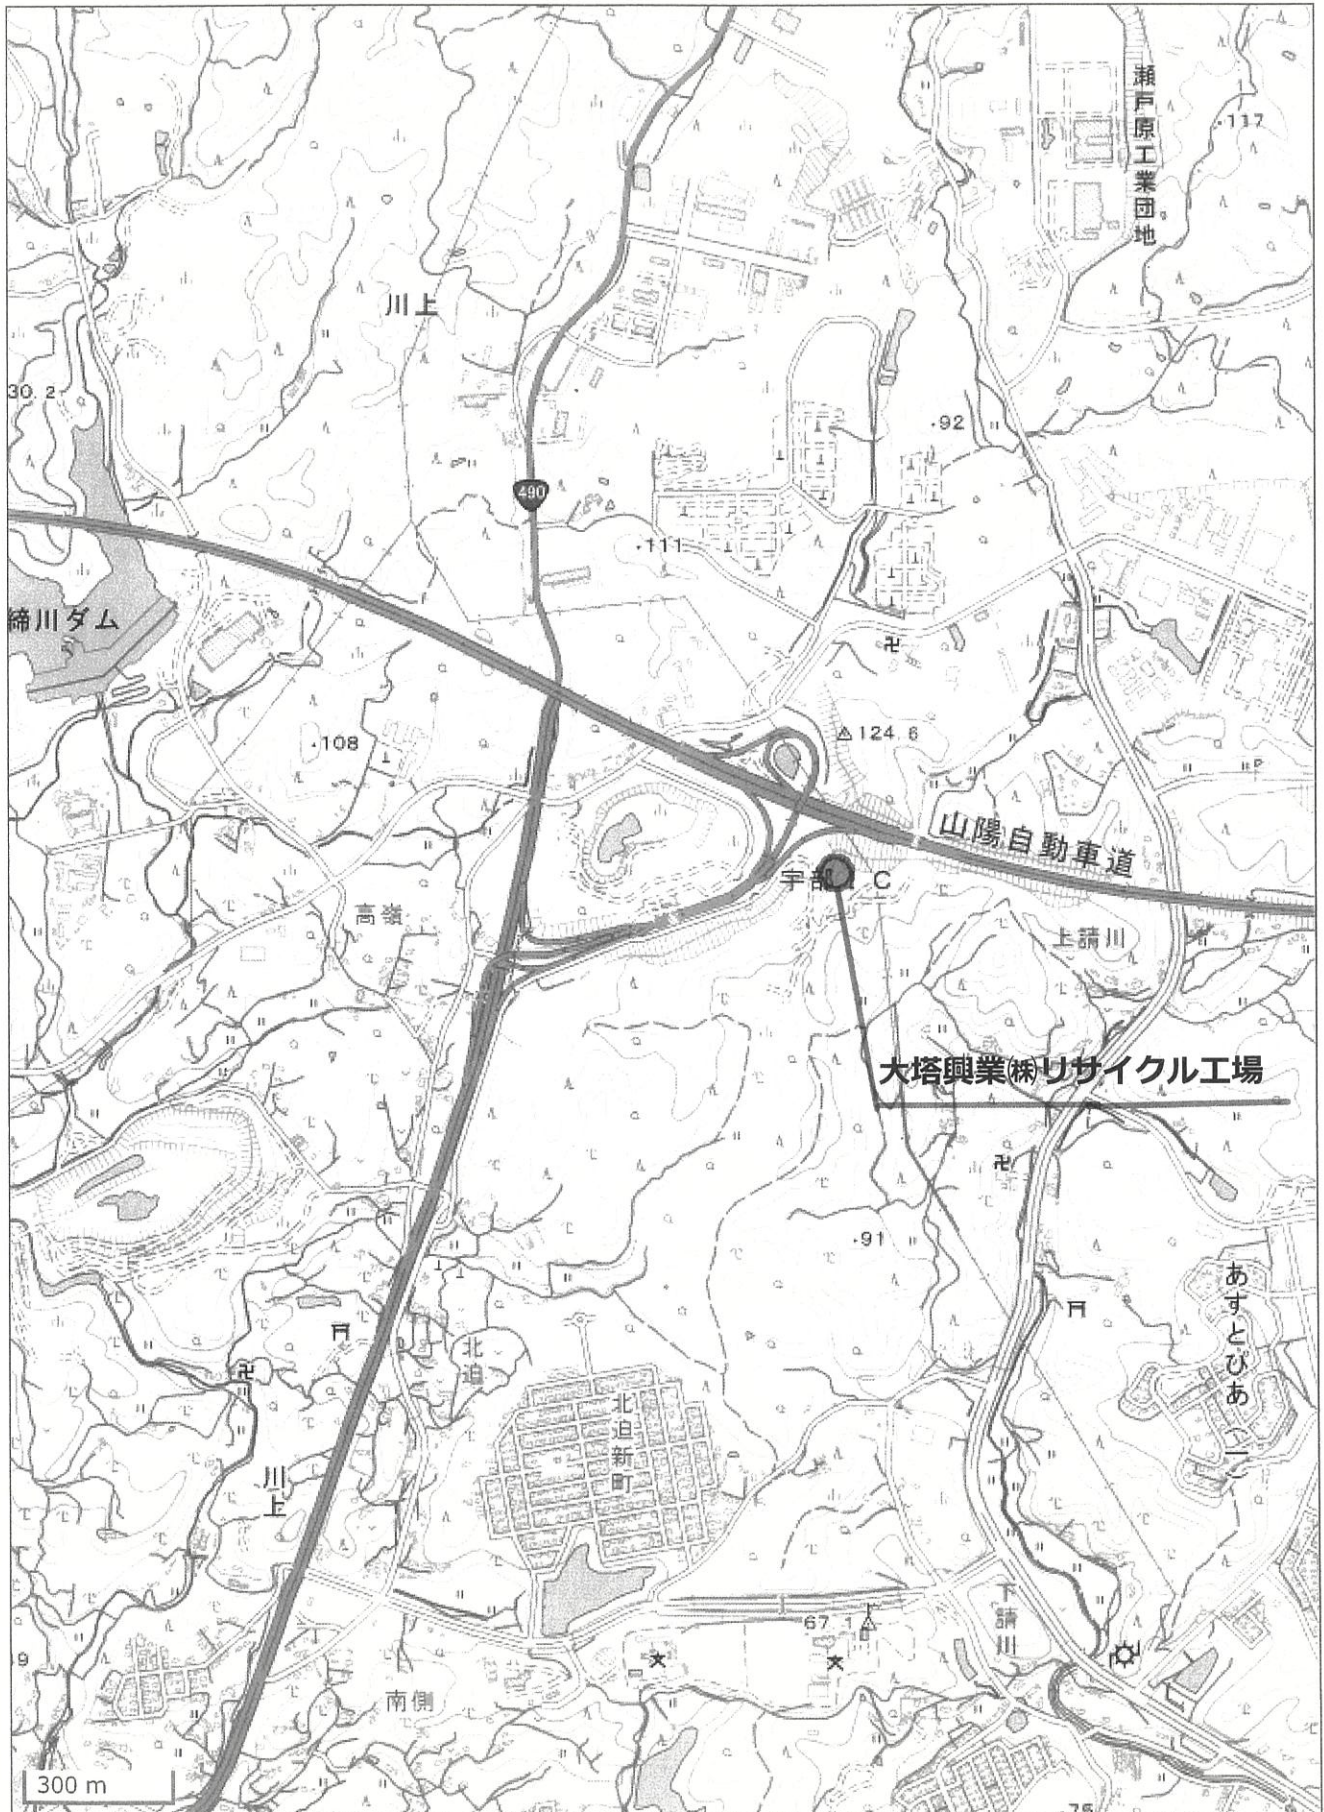 瀬戸原工業団地
117
川上
30.2
92
490
111
締川ダム
124.6
108
山陽自動車道
宇部 C
高嶺
上請川
大塔興業㈱リサイクル工場
91
あすとぴあ(一)
北迫
北迫新町
川上
下請川
67.1
9
南側
300 m
75